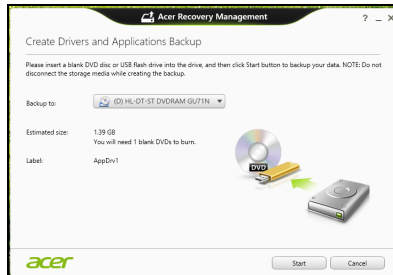 Acer Recovery Management
? _ X
Create Drivers and Applications Backup
Please insert a blank DVD disc or USB flash drive into the drive, and then click Start button to backup your data. NOTE: Do not
disconnect the storage media while creating the backup.
Backup to: (D) HL-DT-ST DVDRAM GU71N
Estimated size: 1.39 GB
You will need 1 blank DVDs to burn.
Label: AppDrv1
DVD
acer Start Cancel